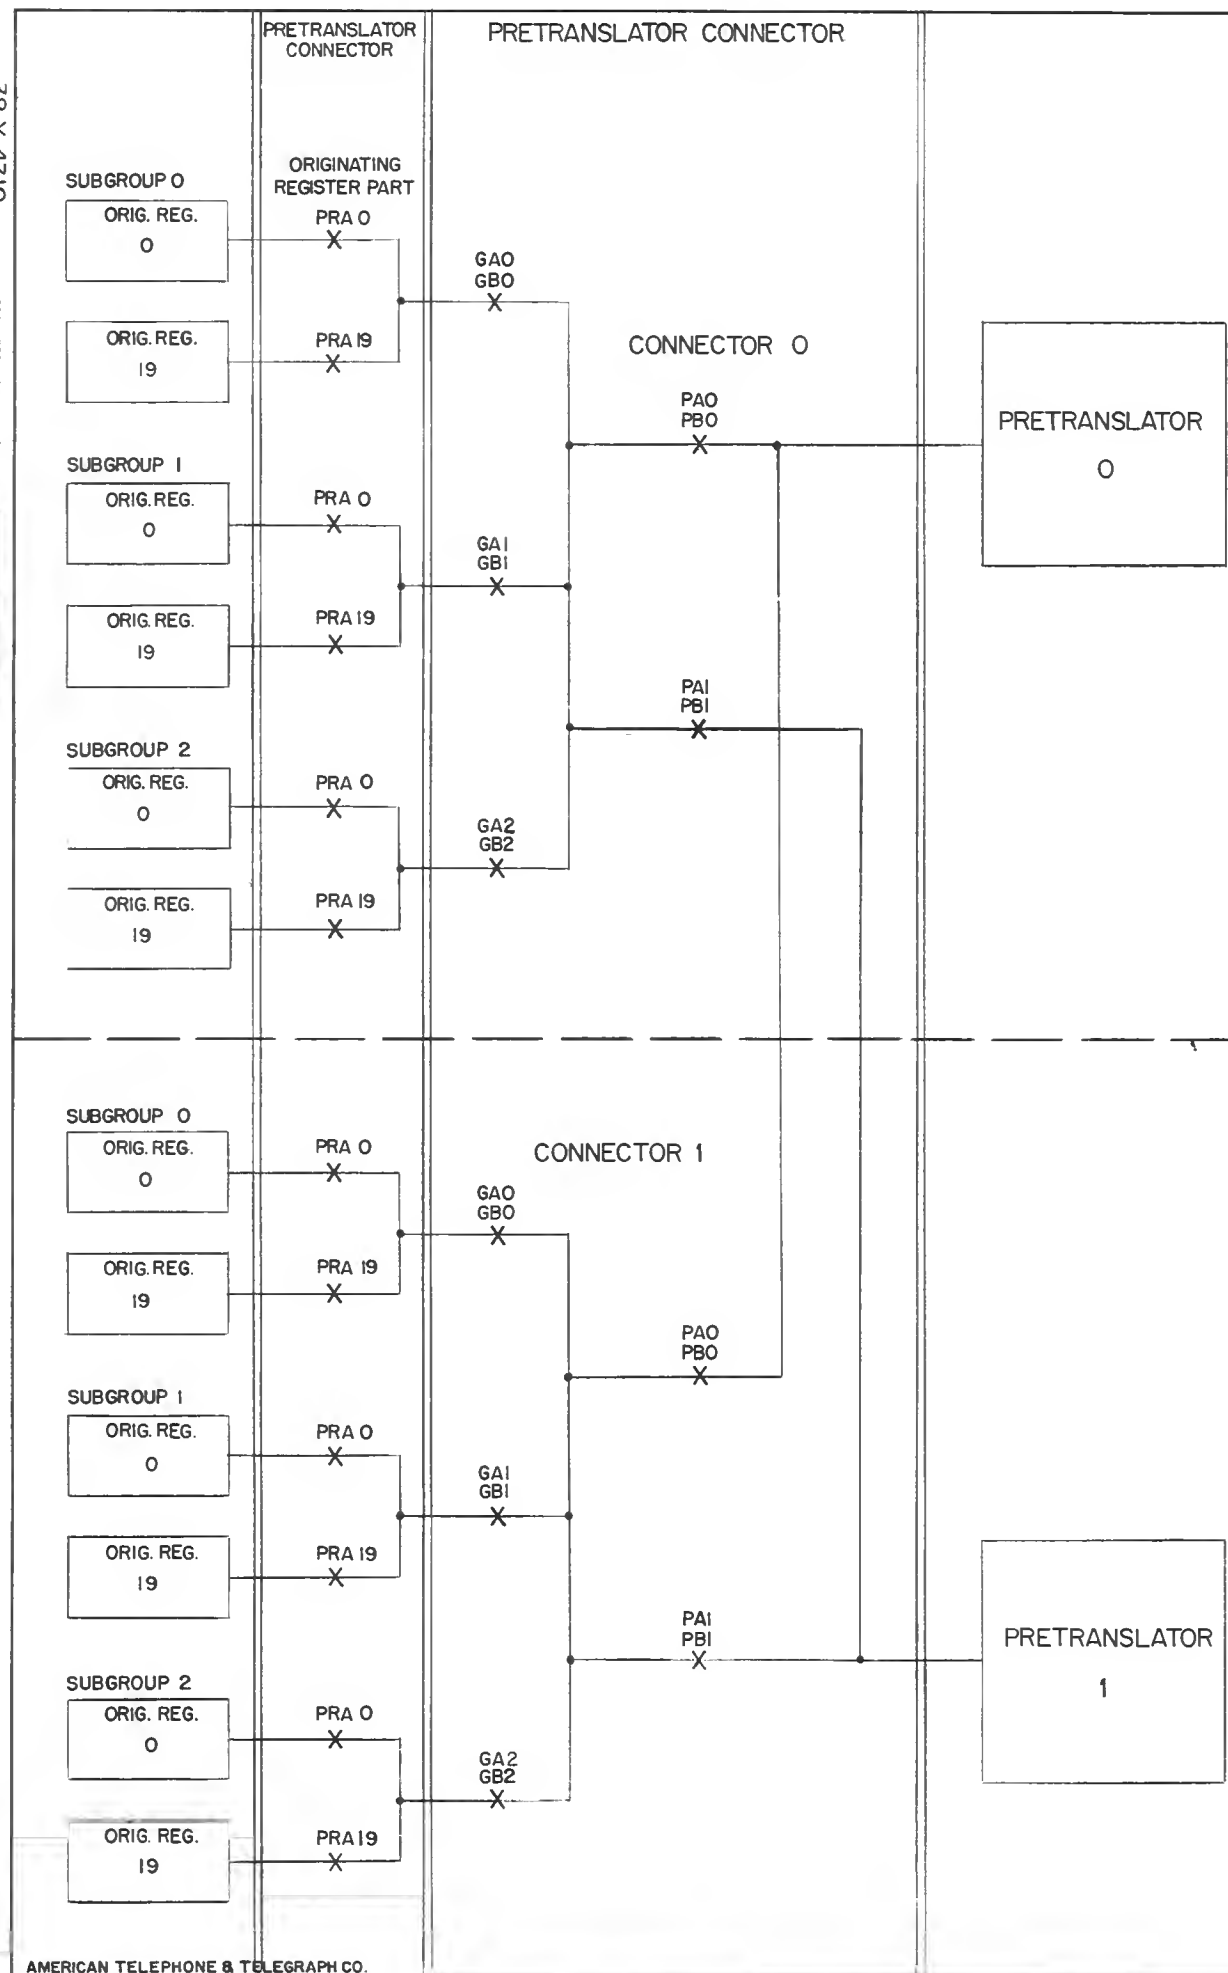 PRETRANSLATOR
CONNECTOR
PRETRANSLATOR CONNECTOR
ORIGINATING
REGISTER PART
SUBGROUP 0
ORIG. REG.
0
PRA 0
GA0
GB0
ORIG. REG.
19
PRA 19
CONNECTOR 0
PA0
PB0
PRETRANSLATOR
0
SUBGROUP 1
ORIG. REG.
0
PRA 0
GA1
GB1
ORIG. REG.
19
PRA 19
PA1
PB1
SUBGROUP 2
ORIG. REG.
0
PRA 0
GA2
GB2
ORIG. REG.
19
PRA 19
SUBGROUP 0
ORIG. REG.
0
PRA 0
CONNECTOR 1
GA0
GB0
ORIG. REG.
19
PRA 19
PA0
PB0
SUBGROUP 1
ORIG. REG.
0
PRA 0
GA1
GB1
ORIG. REG.
19
PRA 19
PA1
PB1
PRETRANSLATOR
1
SUBGROUP 2
ORIG. REG.
0
PRA 0
GA2
GB2
ORIG. REG.
19
PRA 19
AMERICAN TELEPHONE & TELEGRAPH CO.